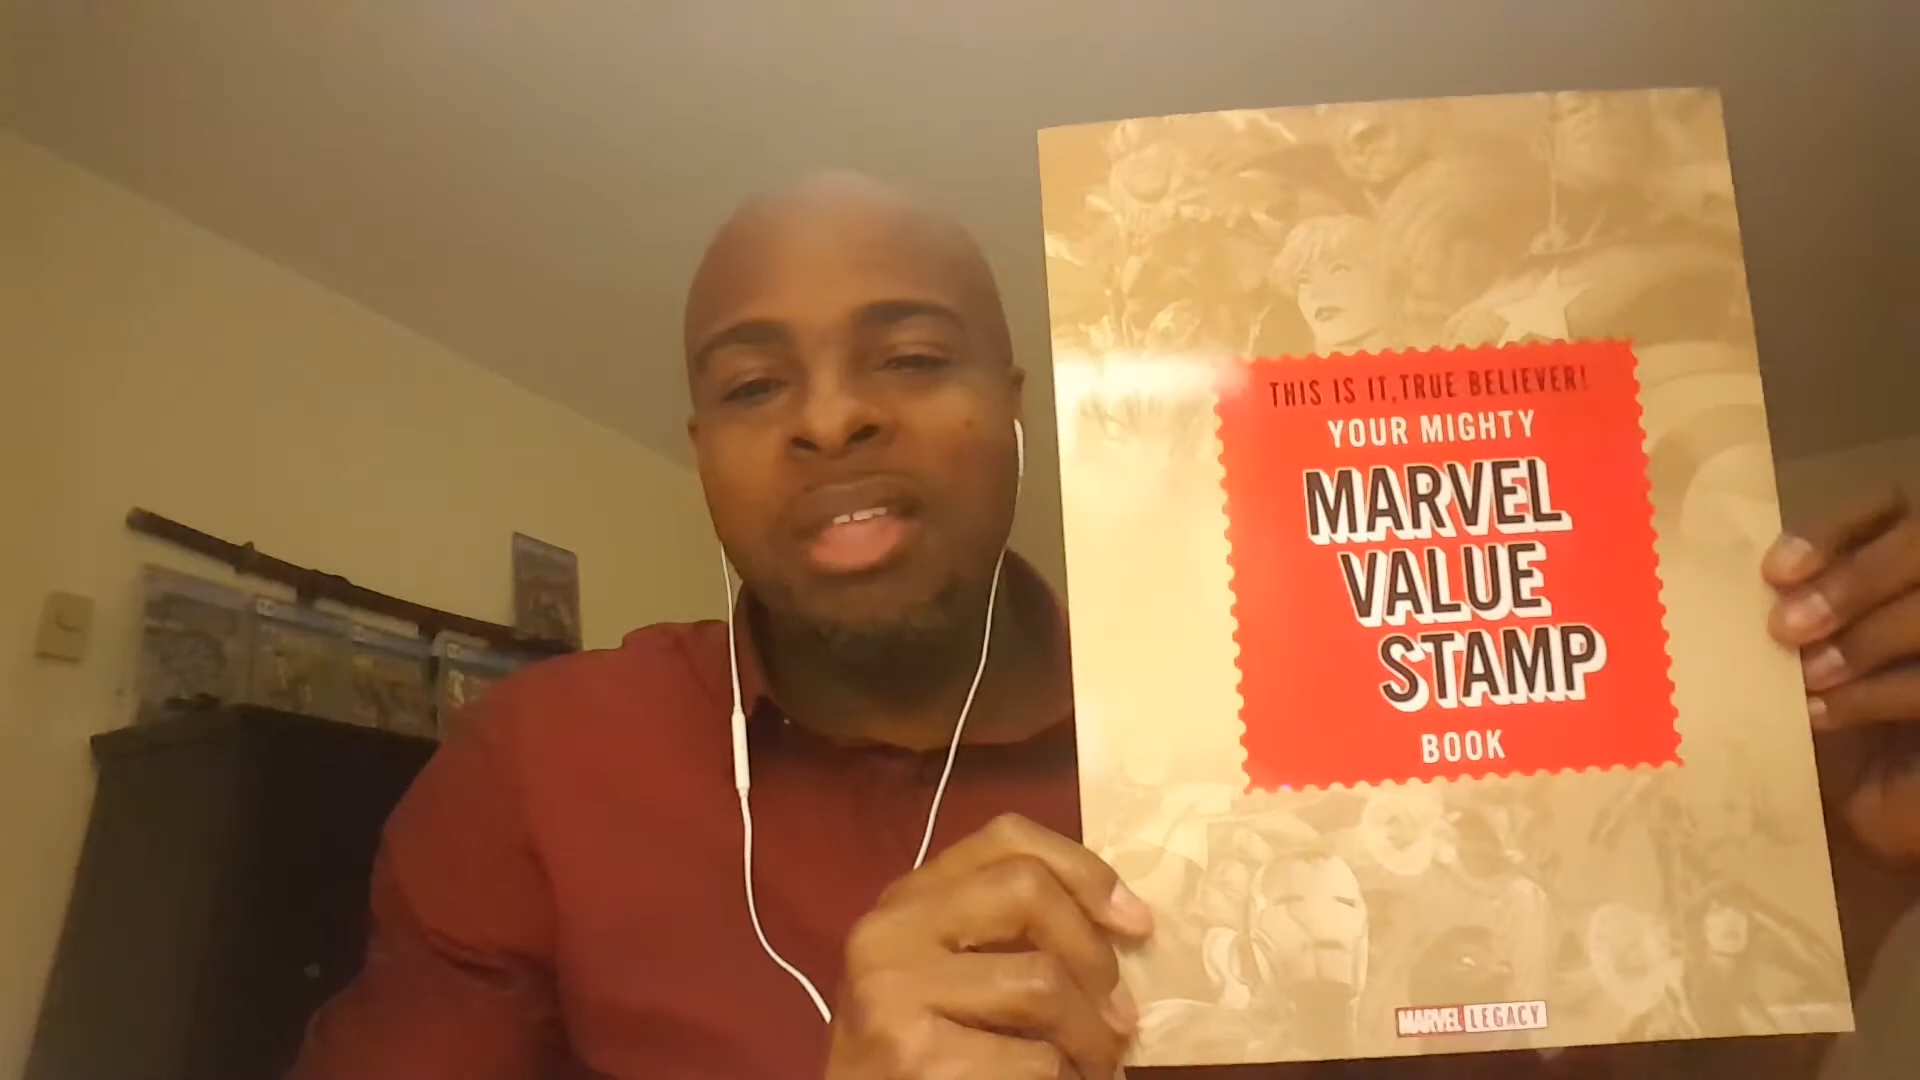 THIS IS IT, TRUE BELIEVER!
YOUR MIGHTY
MARVEL
VALUE
STAMP
BOOK
MARVEL LEGACY